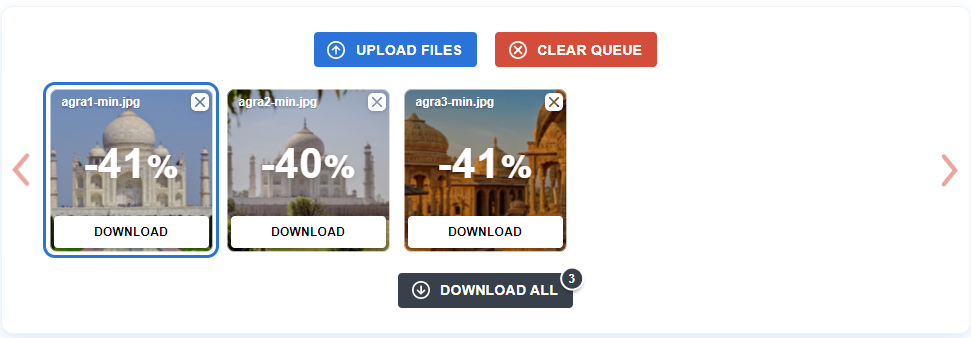 UPLOAD FILES
CLEAR QUEUE
agra1-min.jpg
-41%
DOWNLOAD
agra2-min.jpg
-40%
DOWNLOAD
agra3-min.jpg
-41%
DOWNLOAD
DOWNLOAD ALL
3